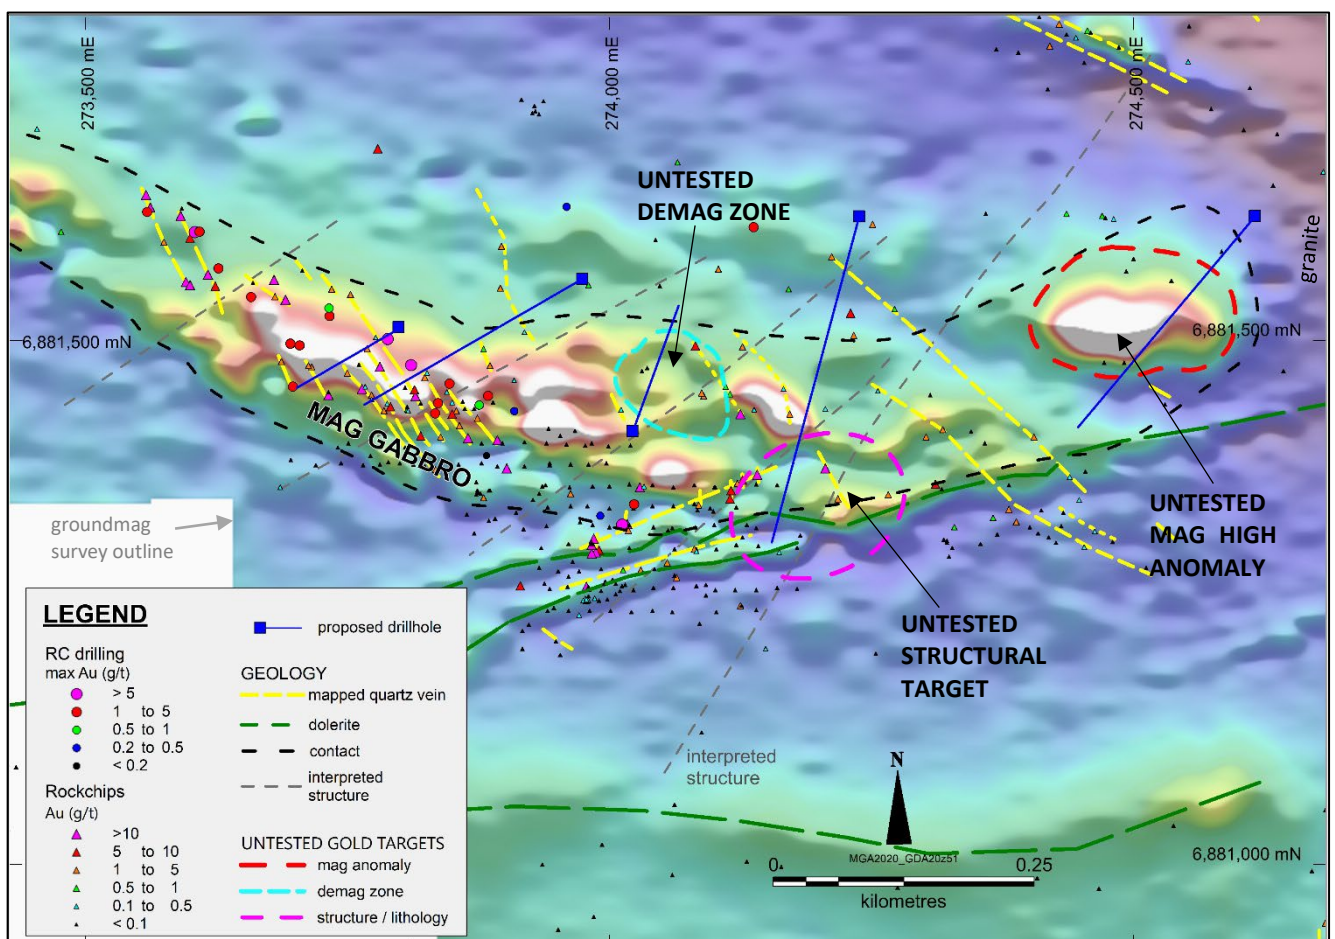 273,500 mE
274,000 mE
274,500 mE
UNTESTED
DEMAG ZONE
granite
6,881,500 mN
6,881,500 mN
MAG GABBRO
UNTESTED
MAG HIGH
ANOMALY
groundmag
survey outline
UNTESTED
STRUCTURAL
TARGET
interpreted
structure
N
MGA2020_GDA20z51
0
0.25
kilometres
6,881,000 mN
LEGEND
RC drilling
max Au (g/t)
> 5
1 to 5
0.5 to 1
0.2 to 0.5
< 0.2
Rockchips
Au (g/t)
>10
5 to 10
1 to 5
0.5 to 1
0.1 to 0.5
< 0.1
proposed drillhole
GEOLOGY
mapped quartz vein
dolerite
contact
interpreted
structure
UNTESTED GOLD TARGETS
mag anomaly
demag zone
structure / lithology